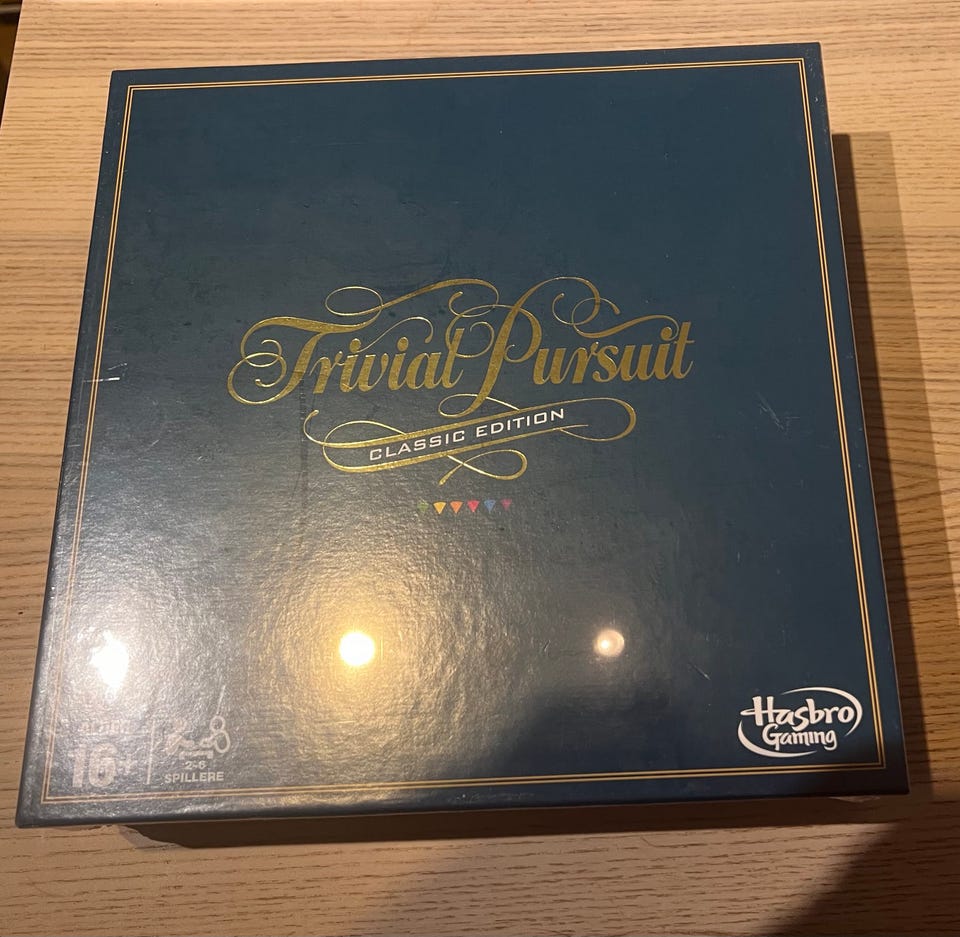 Trivial Pursuit
CLASSIC EDITION
16+
2-6
SPILLERE
Hasbro
Gaming